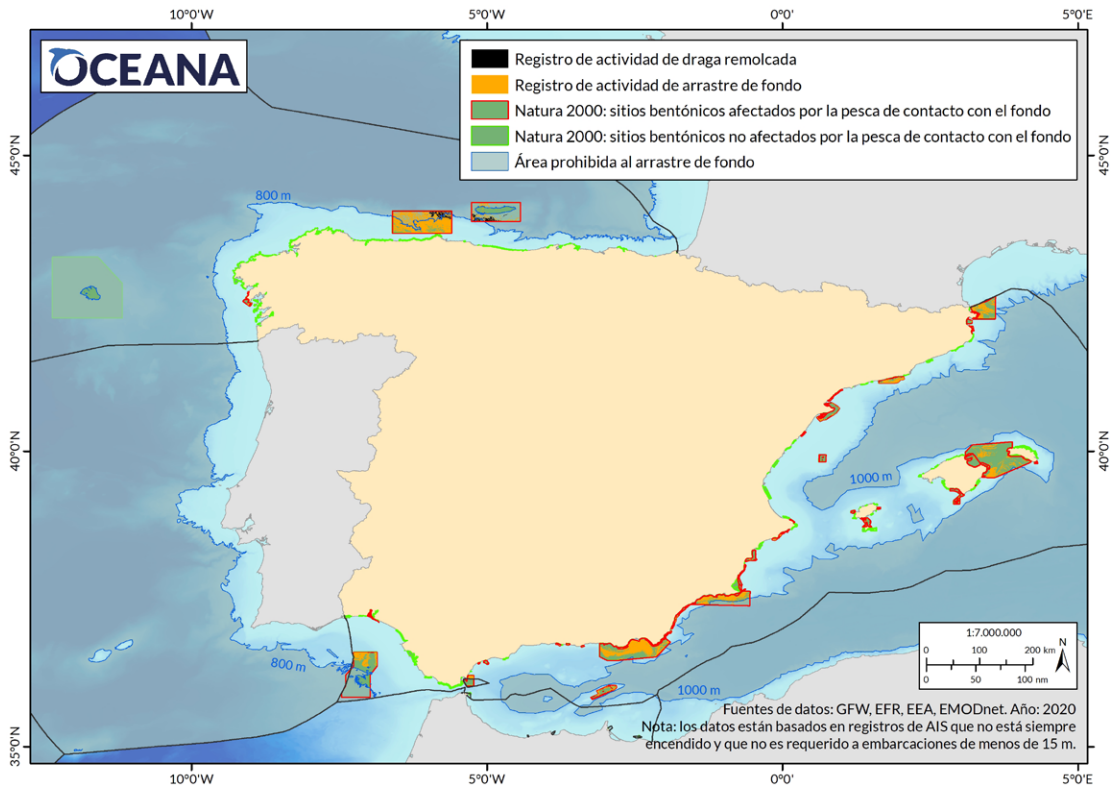 10°0'O
5°0'O
0°0'
5°0'E
OCEANA
Registro de actividad de draga remolcada
Registro de actividad de arrastre de fondo
Natura 2000: sitios bentónicos afectados por la pesca de contacto con el fondo
Natura 2000: sitios bentónicos no afectados por la pesca de contacto con el fondo
Área prohibida al arrastre de fondo
45°0'N
45°0'N
800 m
40°0'N
40°0'N
1000 m
800 m
1000 m
1:7.000.000
0 100 200 km
0 50 100 nm
N
Fuentes de datos: GFW, EFR, EEA, EMODnet. Año: 2020
Nota: los datos están basados en registros de AIS que no está siempre
encendido y que no es requerido a embarcaciones de menos de 15 m.
35°0'N
35°0'N
10°0'O
5°0'O
0°0'
5°0'E